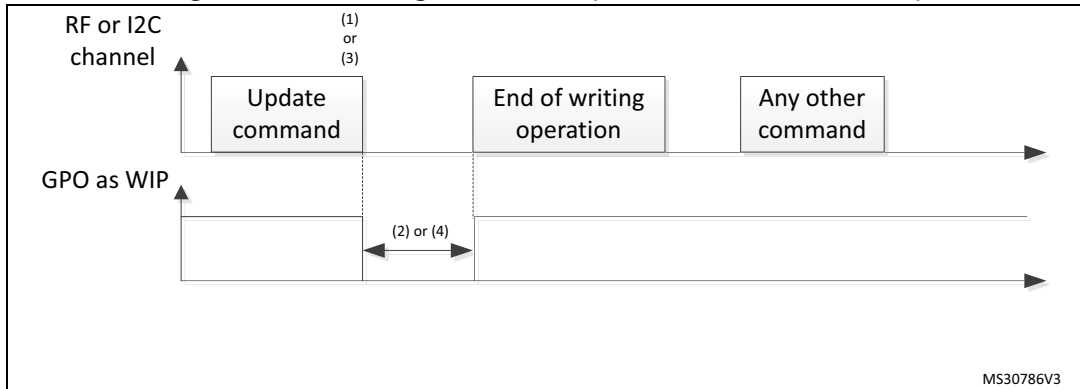 RF or I2C
channel
(1)
or
(3)
Update
command
End of writing
operation
Any other
command
GPO as WIP
(2) or (4)
MS30786V3